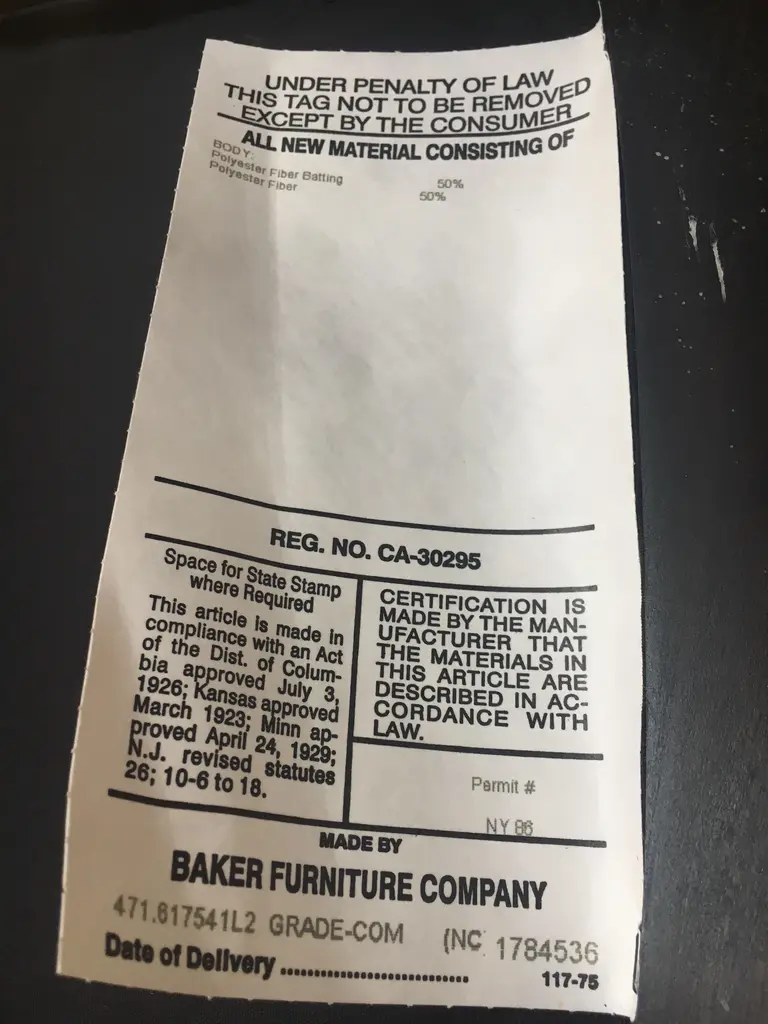 UNDER PENALTY OF LAW
THIS TAG NOT TO BE REMOVED
EXCEPT BY THE CONSUMER
ALL NEW MATERIAL CONSISTING OF
BODY:
Polyester Fiber Batting 50%
Polyester Fiber 50%
REG. NO. CA-30295
Space for State Stamp
where Required
This article is made in
compliance with an Act
of the Dist. of Colum-
bia approved July 3,
1926; Kansas approved
March 1923; Minn ap-
proved April 24, 1929;
N.J. revised statutes
26; 10-6 to 18.
CERTIFICATION IS
MADE BY THE MAN-
UFACTURER THAT
THE MATERIALS IN
THIS ARTICLE ARE
DESCRIBED IN AC-
CORDANCE WITH
LAW.
Permit #
NY 86
MADE BY
BAKER FURNITURE COMPANY
471.617541L2 GRADE-COM (NC 1784536
Date of Delivery ..............................
117-75